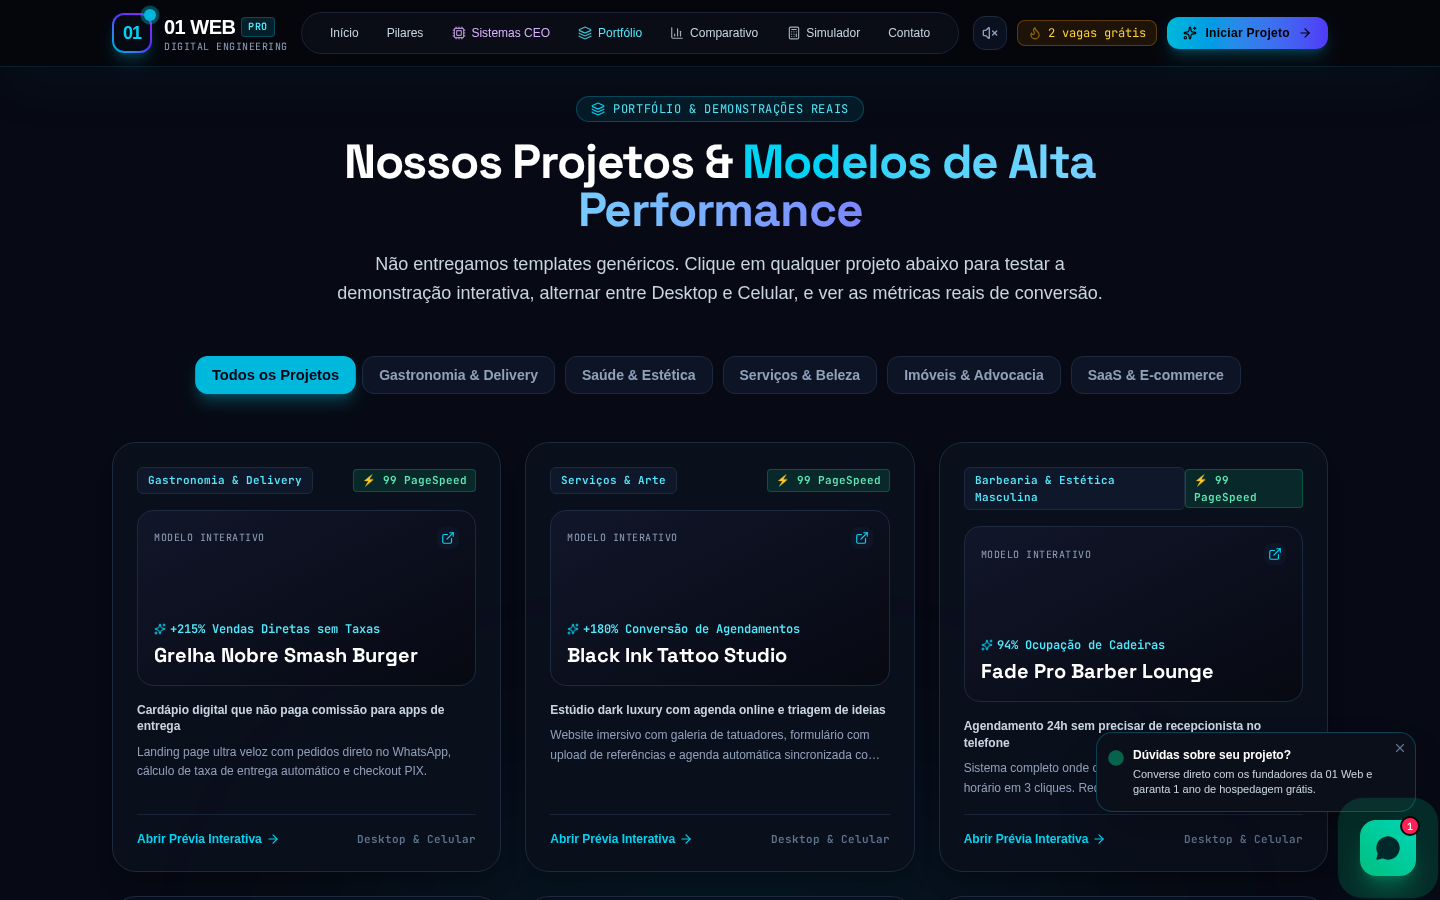 01
01 WEB PRO
DIGITAL ENGINEERING
Início
Pilares
Sistemas CEO
Portfólio
Comparativo
Simulador
Contato
2 vagas grátis
Iniciar Projeto
PORTFÓLIO & DEMONSTRAÇÕES REAIS
Nossos Projetos & Modelos de Alta
Performance
Não entregamos templates genéricos. Clique em qualquer projeto abaixo para testar a
demonstração interativa, alternar entre Desktop e Celular, e ver as métricas reais de conversão.
Todos os Projetos
Gastronomia & Delivery
Saúde & Estética
Serviços & Beleza
Imóveis & Advocacia
SaaS & E-commerce
Gastronomia & Delivery
⚡ 99 PageSpeed
MODELO INTERATIVO
+215% Vendas Diretas sem Taxas
Grelha Nobre Smash Burger
Cardápio digital que não paga comissão para apps de
entrega
Landing page ultra veloz com pedidos direto no WhatsApp,
cálculo de taxa de entrega automático e checkout PIX.
Abrir Prévia Interativa
Desktop & Celular
Serviços & Arte
⚡ 99 PageSpeed
MODELO INTERATIVO
+180% Conversão de Agendamentos
Black Ink Tattoo Studio
Estúdio dark luxury com agenda online e triagem de ideias
Website imersivo com galeria de tatuadores, formulário com
upload de referências e agenda automática sincronizada co…
Abrir Prévia Interativa
Desktop & Celular
Barbearia & Estética
Masculina
⚡ 99
PageSpeed
MODELO INTERATIVO
94% Ocupação de Cadeiras
Fade Pro Barber Lounge
Agendamento 24h sem precisar de recepcionista no
telefone
Sistema completo onde
horário em 3 cliques.
Abrir Prévia Interativa
Desktop & Celular
Dúvidas sobre seu projeto?
Converse direto com os fundadores da 01 Web e
garanta 1 ano de hospedagem grátis.
1